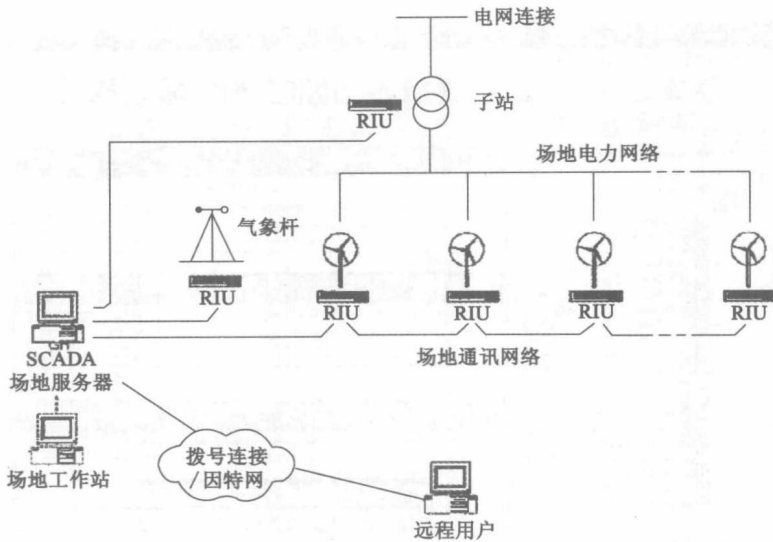 电网连接
子站
RIU
场地电力网络
气象杆
RIU
RIU
RIU
RIU
RIU
场地通讯网络
SCADA
场地服务器
场地工作站
拨号连接
/因特网
远程用户